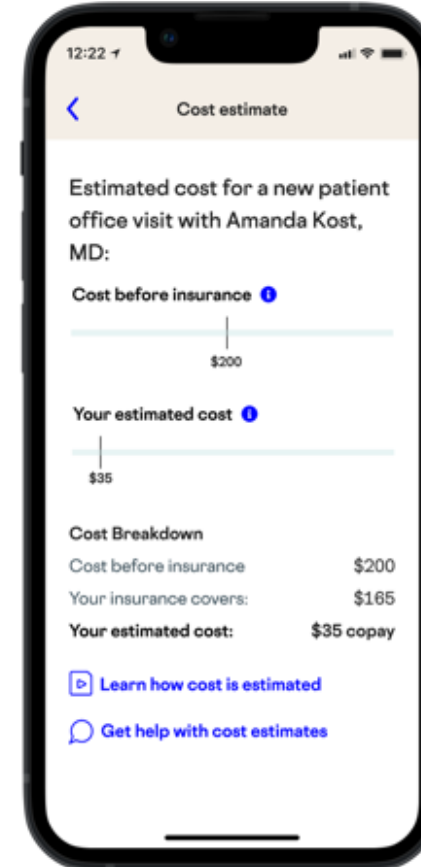 12:22
Cost estimate
Estimated cost for a new patient
office visit with Amanda Kost,
MD:
Cost before insurance i
$200
Your estimated cost i
$35
Cost Breakdown
Cost before insurance $200
Your insurance covers: $165
Your estimated cost: $35 copay
Learn how cost is estimated
Get help with cost estimates